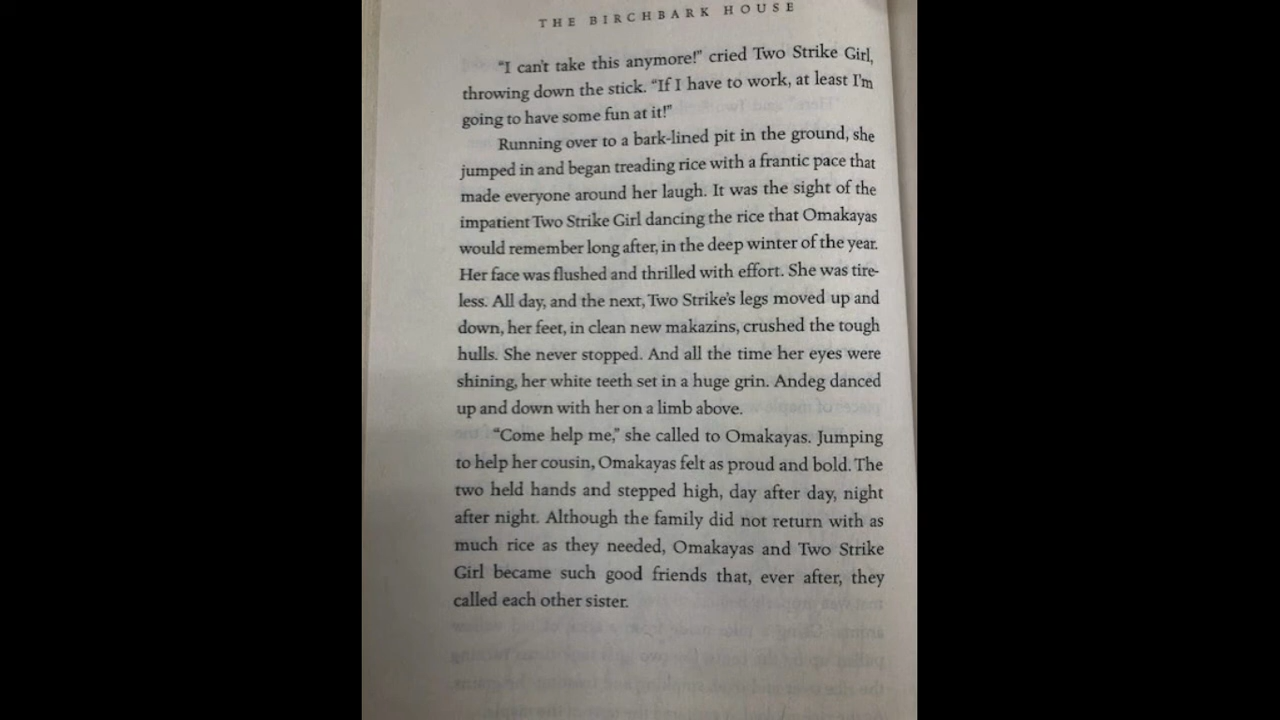 THE BIRCHBARK HOUSE
“I can’t take this anymore!” cried Two Strike Girl,
throwing down the stick. “If I have to work, at least I’m
going to have some fun at it!”
Running over to a bark-lined pit in the ground, she
jumped in and began treading rice with a frantic pace that
made everyone around her laugh. It was the sight of the
impatient Two Strike Girl dancing the rice that Omakayas
would remember long after, in the deep winter of the year.
Her face was flushed and thrilled with effort. She was tire-
less. All day, and the next, Two Strike’s legs moved up and
down, her feet, in clean new makazins, crushed the tough
hulls. She never stopped. And all the time her eyes were
shining, her white teeth set in a huge grin. Andeg danced
up and down with her on a limb above.
“Come help me,” she called to Omakayas. Jumping
to help her cousin, Omakayas felt as proud and bold. The
two held hands and stepped high, day after day, night
after night. Although the family did not return with as
much rice as they needed, Omakayas and Two Strike
Girl became such good friends that, ever after, they
called each other sister.